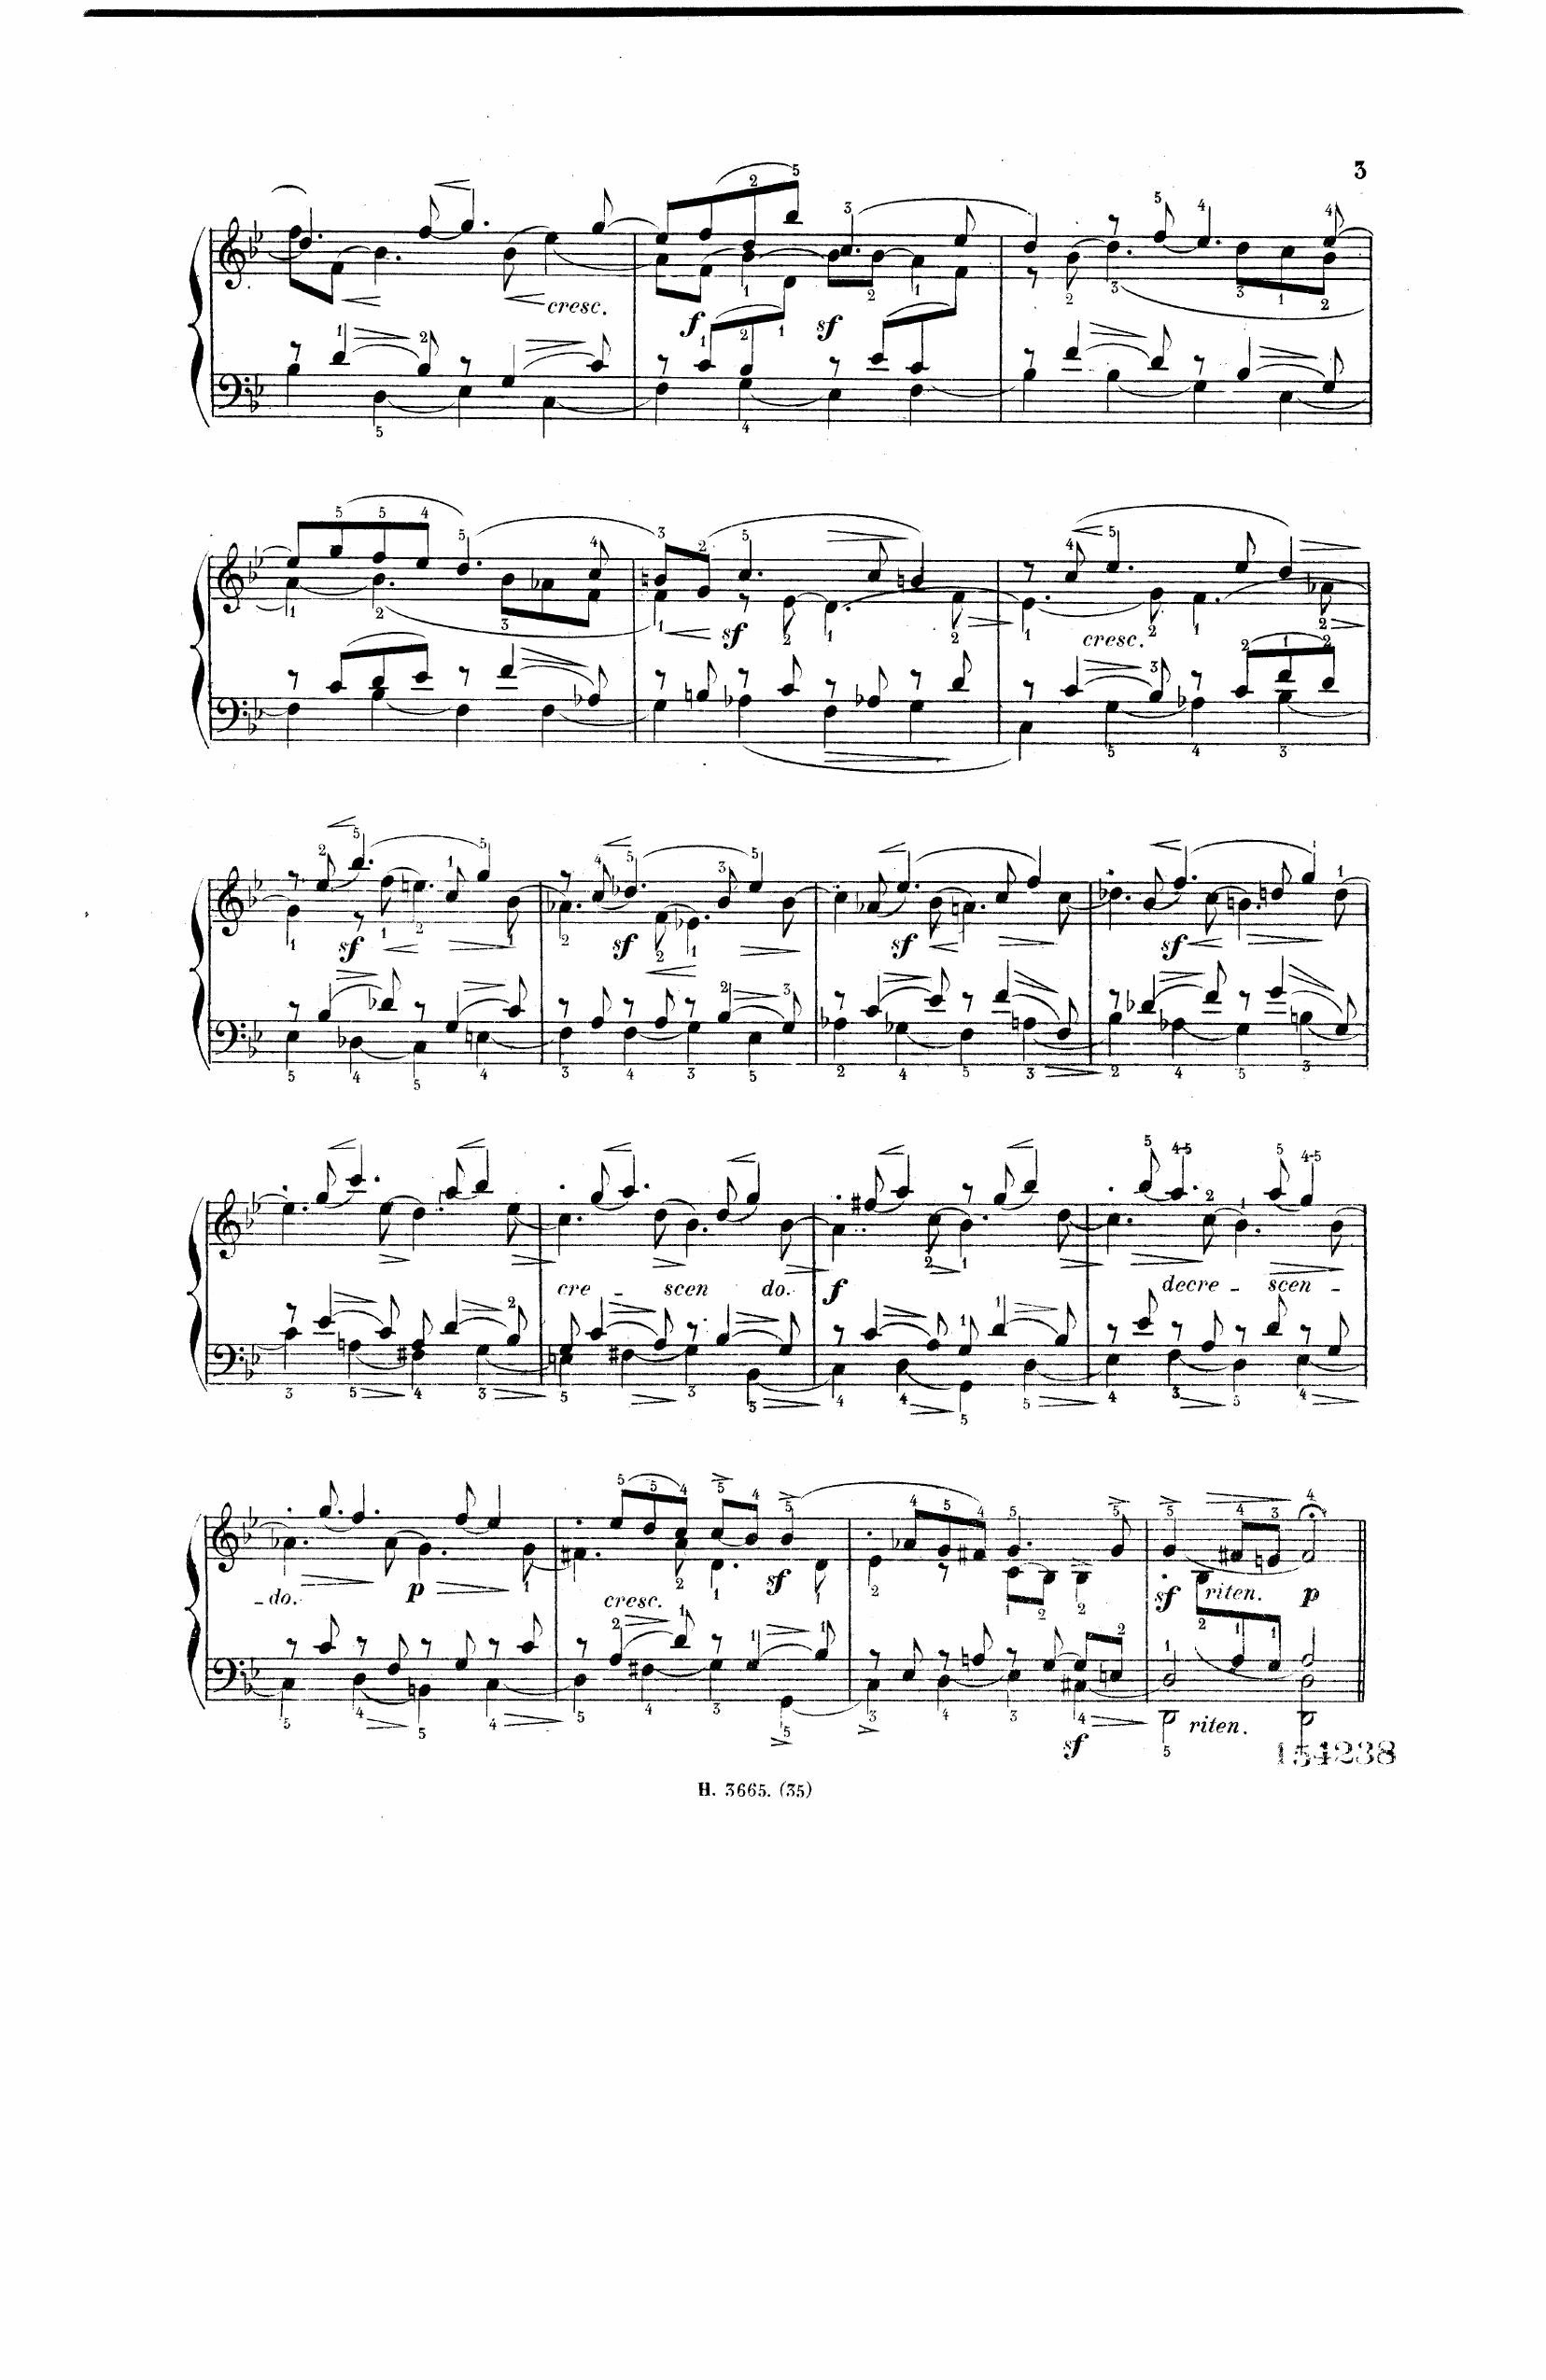 3
cresc.
f
sf
sf
cresc.
sf
sf
sf
sf
cre - scen do.
f
decre - scen -
- do.
p
cresc.
sf
sf
sf
riten.
p
riten.
154238
H. 3665. (35)